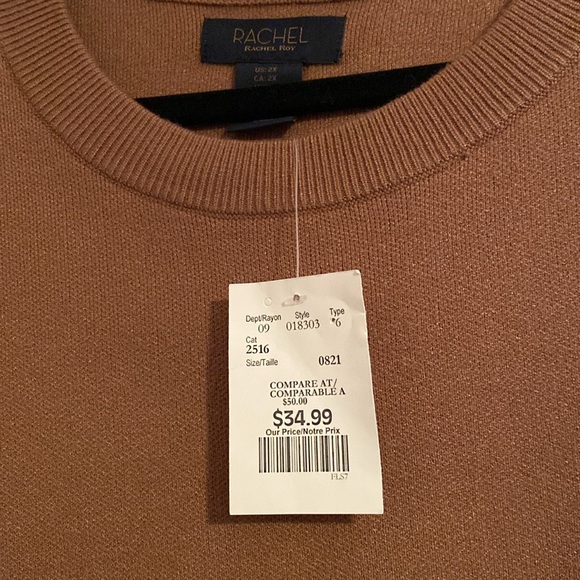 RACHEL
RACHEL ROY
US: 2X
CA: 2X
Dept/Rayon Style Type
09 018303 *6
Cat
2516
Size/Taille 0821
COMPARE AT/
COMPARABLE A
$50.00
$34.99
Our Price/Notre Prix
FLS7